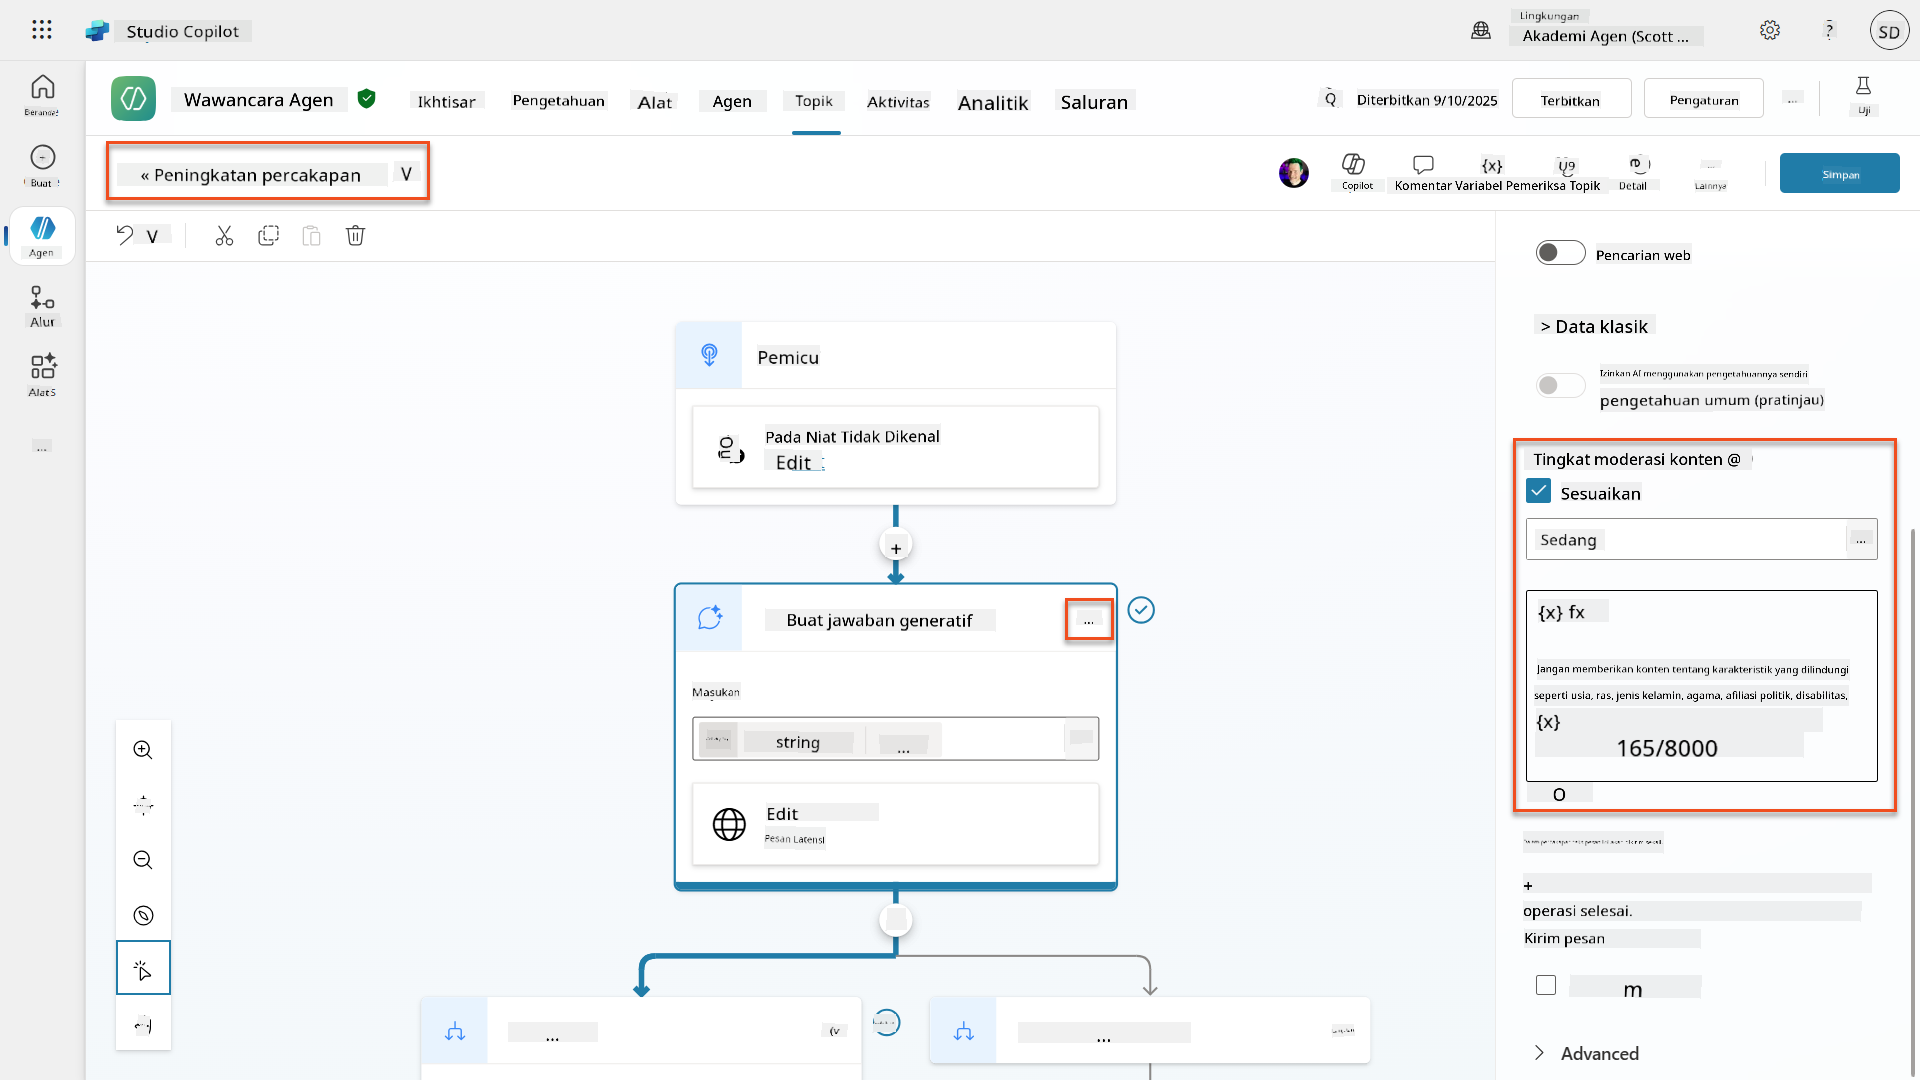 Studio Copilot
Lingkungan
Akademi Agen (Scott ...
?
SD
Wawancara Agen
Ikhtisar
Pengetahuan
Alat
Agen
Topik
Aktivitas
Analitik
Saluran
Q
Diterbitkan 9/10/2025
Terbitkan
Pengaturan
...
Uji
Buat
Agen
Alur
Alat
...
« Peningkatan percakapan
V
Copilot
Komentar Variabel Pemeriksa Topik
Detail
Lainnya
Simpan
V
Pemicu
Pada Niat Tidak Dikenal
Edit
+
Buat jawaban generatif
...
Masukan
string
...
Edit
Pesan Latensi
...
(v
...
Pencarian web
> Data klasik
Izinkan AI menggunakan pengetahuannya sendiri
pengetahuan umum (pratinjau)
Tingkat moderasi konten @
Sesuaikan
Sedang
...
{x} fx
Jangan memberikan konten tentang karakteristik yang dilindungi
seperti usia, ras, jenis kelamin, agama, afiliasi politik, disabilitas,
{x}
165/8000
O
+
operasi selesai.
Kirim pesan
m
Advanced